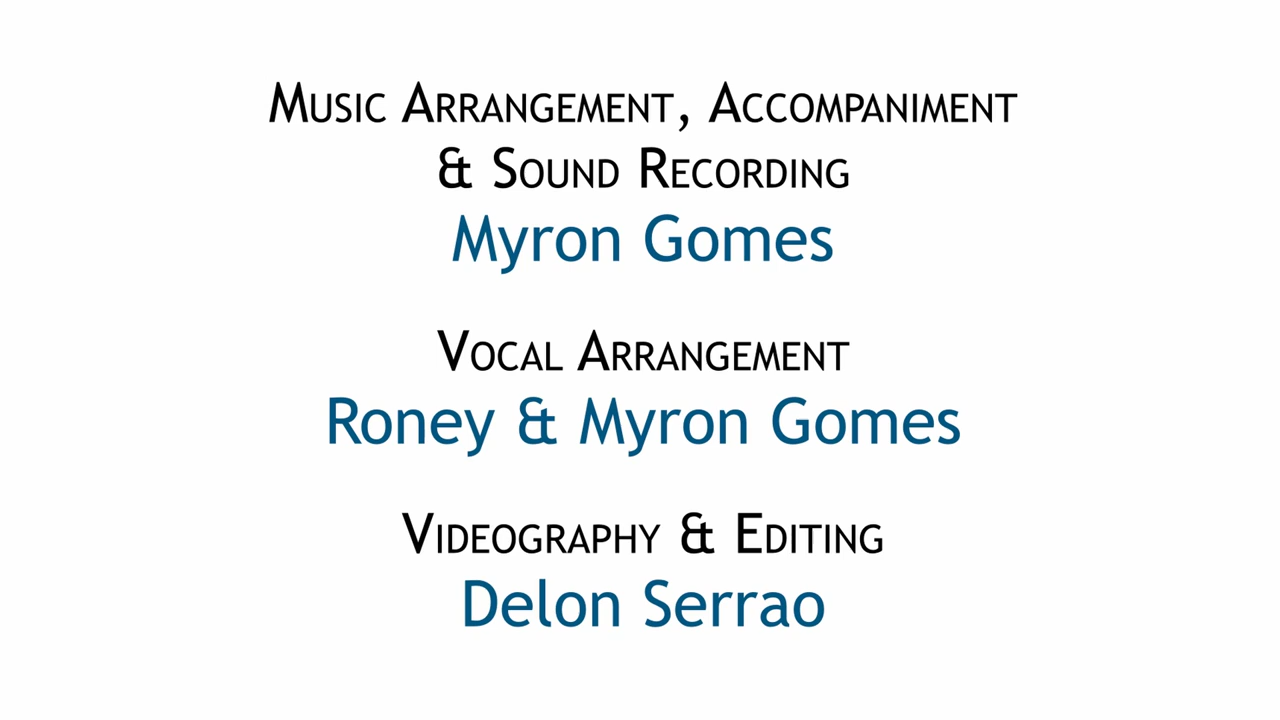 Music Arrangement, Accompaniment
& Sound Recording
Myron Gomes
Vocal Arrangement
Roney & Myron Gomes
Videography & Editing
Delon Serrao